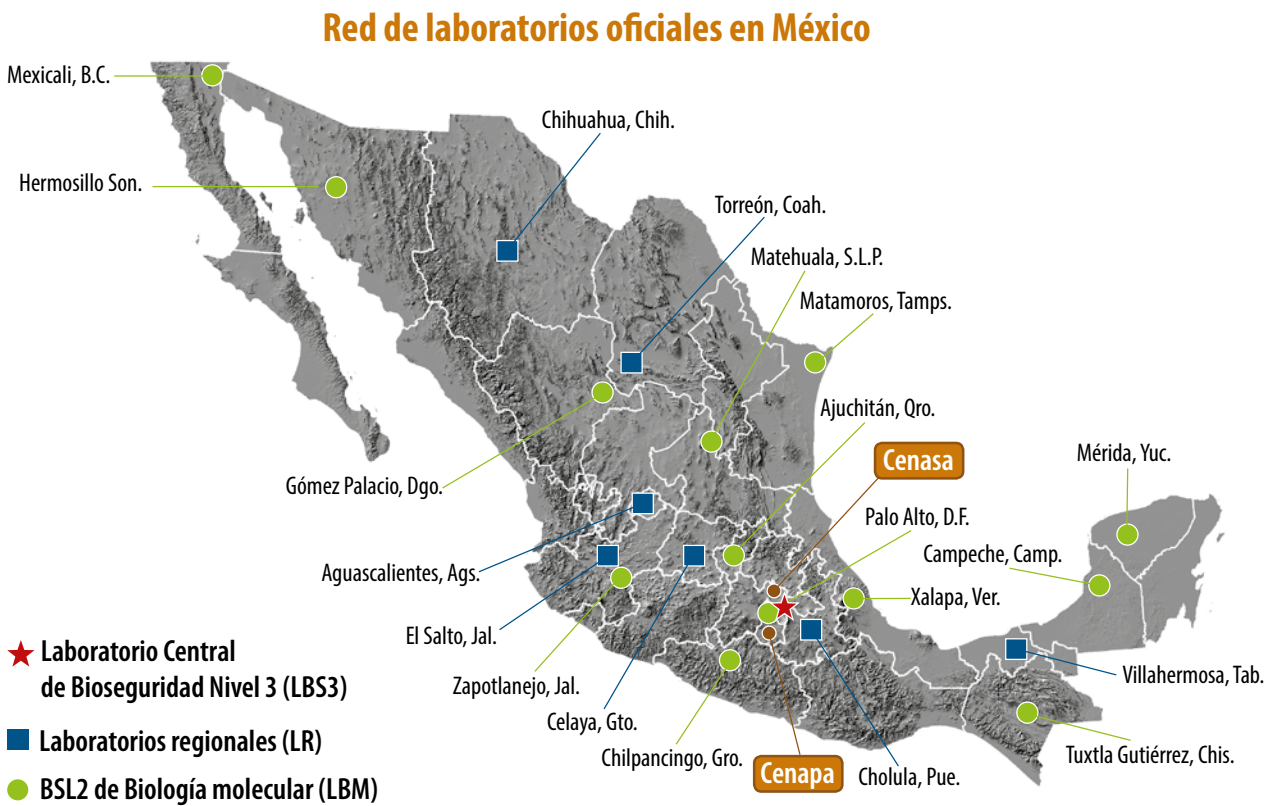 Red de laboratorios oficiales en México
Mexicali, B.C.
Chihuahua, Chih.
Hermosillo Son.
Torreón, Coah.
Matehuala, S.L.P.
Matamoros, Tamps.
Ajuchitán, Qro.
Cenasa
Mérida, Yuc.
Gómez Palacio, Dgo.
Palo Alto, D.F.
Campeche, Camp.
Aguascalientes, Ags.
Xalapa, Ver.
El Salto, Jal.
Laboratorio Central
de Bioseguridad Nivel 3 (LBS3)
Zapotlanejo, Jal.
Villahermosa, Tab.
Celaya, Gto.
Laboratorios regionales (LR)
Chilpancingo, Gro.
Tuxtla Gutiérrez, Chis.
Cenapa
Cholula, Pue.
BSL2 de Biología molecular (LBM)